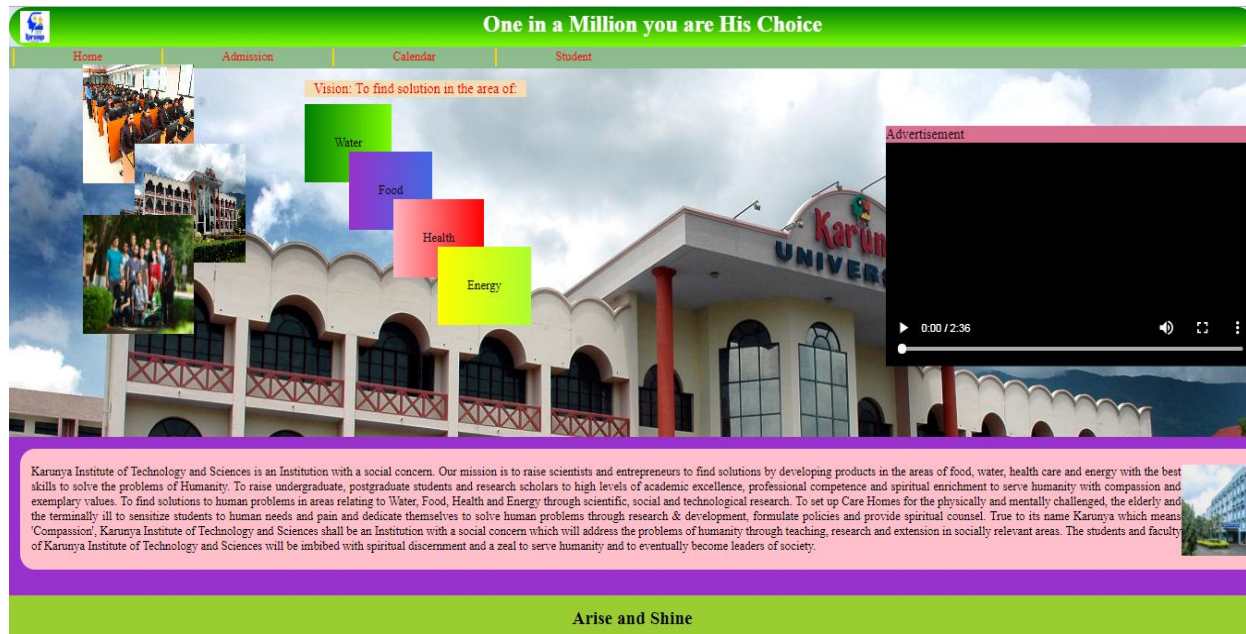 One in a Million you are His Choice
Home Admission Calendar Student
Vision: To find solution in the area of:
Water
Food
Health
Energy
Advertisement
0:00 / 2:36
UNIVER
Karunya Institute of Technology and Sciences is an Institution with a social concern. Our mission is to raise scientists and entrepreneurs to find solutions by developing products in the areas of food, water, health care and energy with the best
skills to solve the problems of Humanity. To raise undergraduate, postgraduate students and research scholars to high levels of academic excellence, professional competence and spiritual enrichment to serve humanity with compassion and
exemplary values. To find solutions to human problems in areas relating to Water, Food, Health and Energy through scientific, social and technological research. To set up Care Homes for the physically and mentally challenged, the elderly and
the terminally ill to sensitize students to human needs and pain and dedicate themselves to solve human problems through research & development, formulate policies and provide spiritual counsel. True to its name Karunya which means
'Compassion', Karunya Institute of Technology and Sciences shall be an Institution with a social concern which will address the problems of humanity through teaching, research and extension in socially relevant areas. The students and faculty
of Karunya Institute of Technology and Sciences will be imbibed with spiritual discernment and a zeal to serve humanity and to eventually become leaders of society.
Arise and Shine